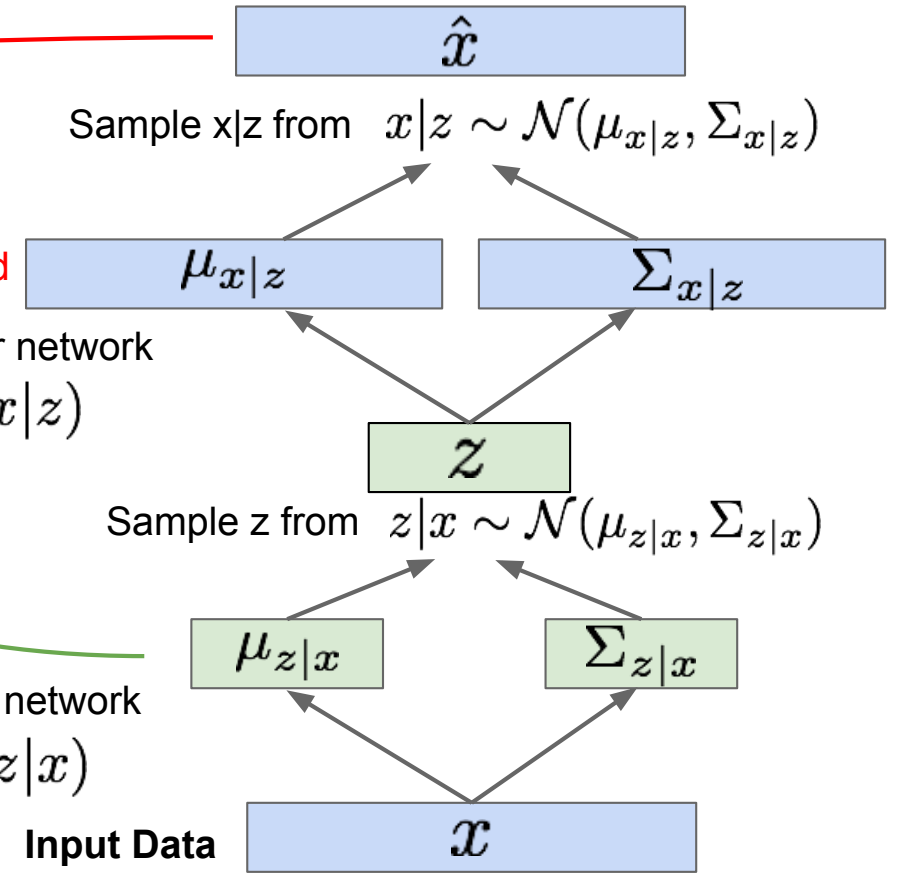 x̂
Sample x|z from x|z ∼ 𝒩(μ_{x|z}, Σ_{x|z})
μ_{x|z} Σ_{x|z}
network
x|z)
z
Sample z from z|x ∼ 𝒩(μ_{z|x}, Σ_{z|x})
μ_{z|x} Σ_{z|x}
network
z|x)
Input Data x